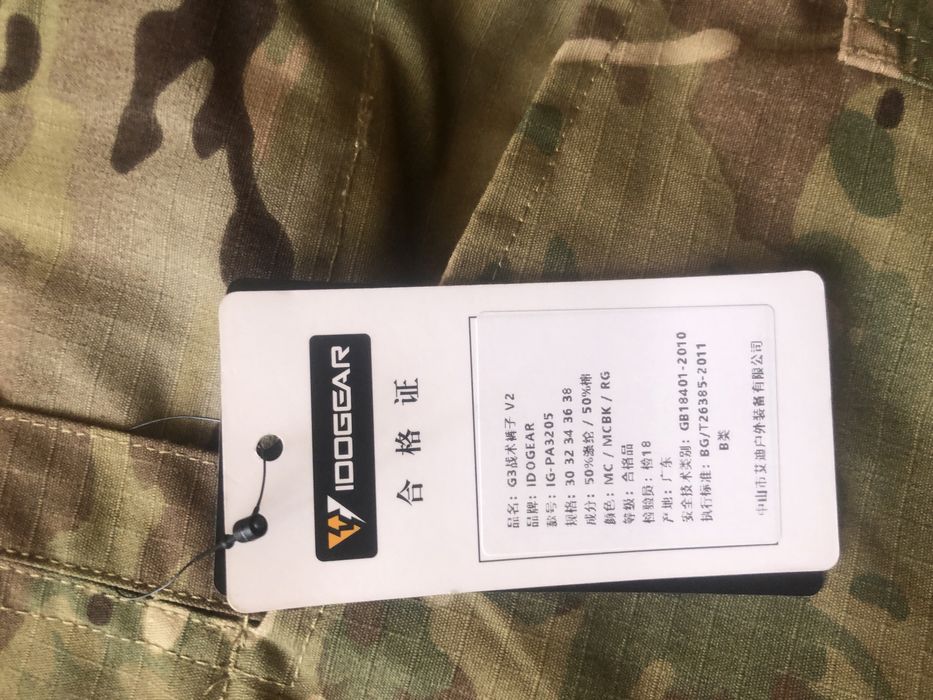 IDOGEAR
合格证
品名：G3战术裤子 V2
品牌：IDOGEAR
款号：IG-PA3205
规格：30 32 34 36 38
成分：50%涤纶 / 50%棉
颜色：MC / MCBK / RG
等级：合格品
检验员：检18
产地：广东
安全技术类别：GB18401-2010
执行标准：BG/T26385-2011
B类
中山市艾迪户外装备有限公司